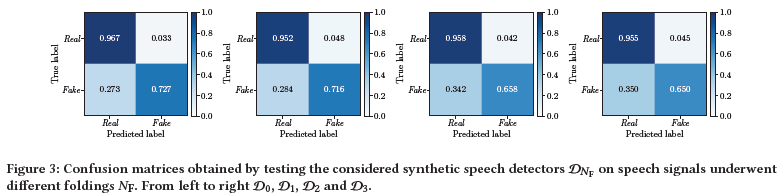 True label
Real
0.967 0.033
Fake
0.273 0.727
Real Fake
Predicted label
1.0
0.8
0.6
0.4
0.2
0.0
True label
Real
0.952 0.048
Fake
0.284 0.716
Real Fake
Predicted label
1.0
0.8
0.6
0.4
0.2
0.0
True label
Real
0.958 0.042
Fake
0.342 0.658
Real Fake
Predicted label
1.0
0.8
0.6
0.4
0.2
0.0
True label
Real
0.955 0.045
Fake
0.350 0.650
Real Fake
Predicted label
1.0
0.8
0.6
0.4
0.2
0.0
Figure 3: Confusion matrices obtained by testing the considered synthetic speech detectors 𝒟_{N_F} on speech signals underwent
different foldings N_F. From left to right 𝒟₀, 𝒟₁, 𝒟₂ and 𝒟₃.